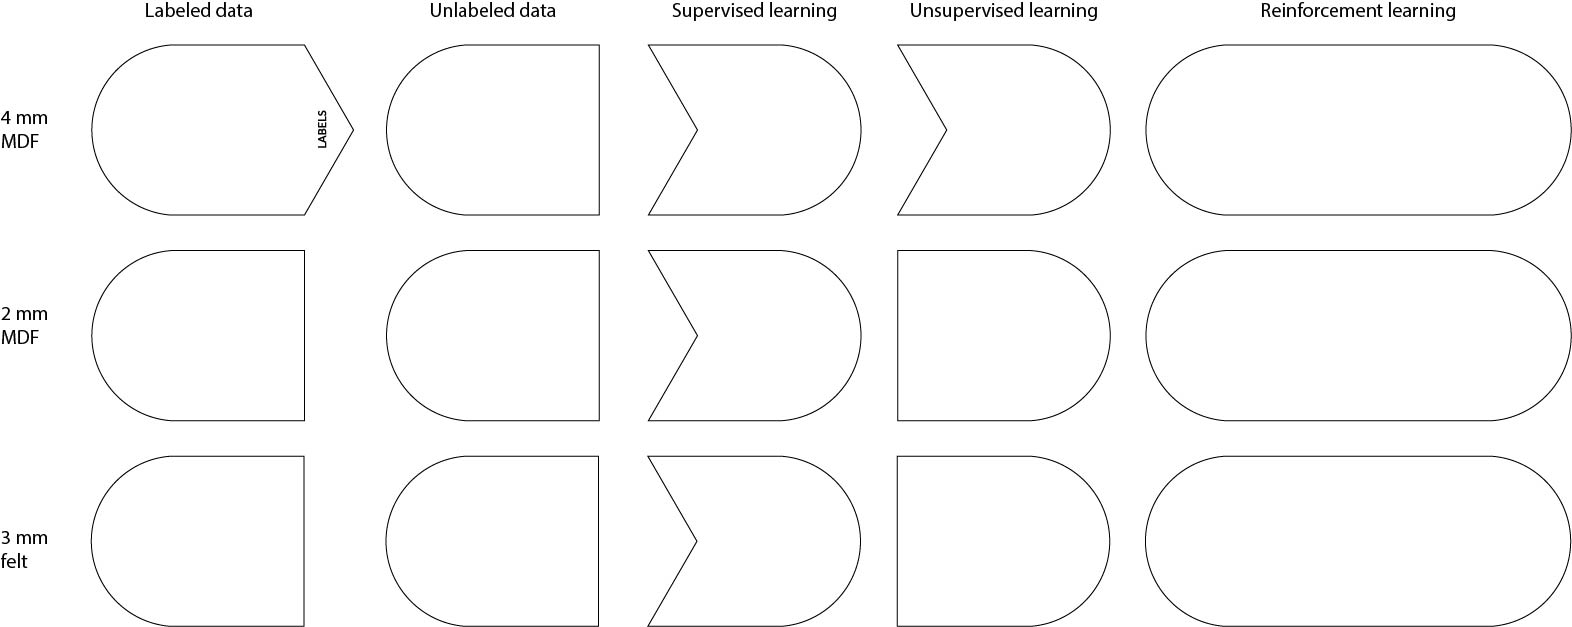 Labeled data
Unlabeled data
Supervised learning
Unsupervised learning
Reinforcement learning
4 mm
MDF
LABELS
2 mm
MDF
3 mm
felt